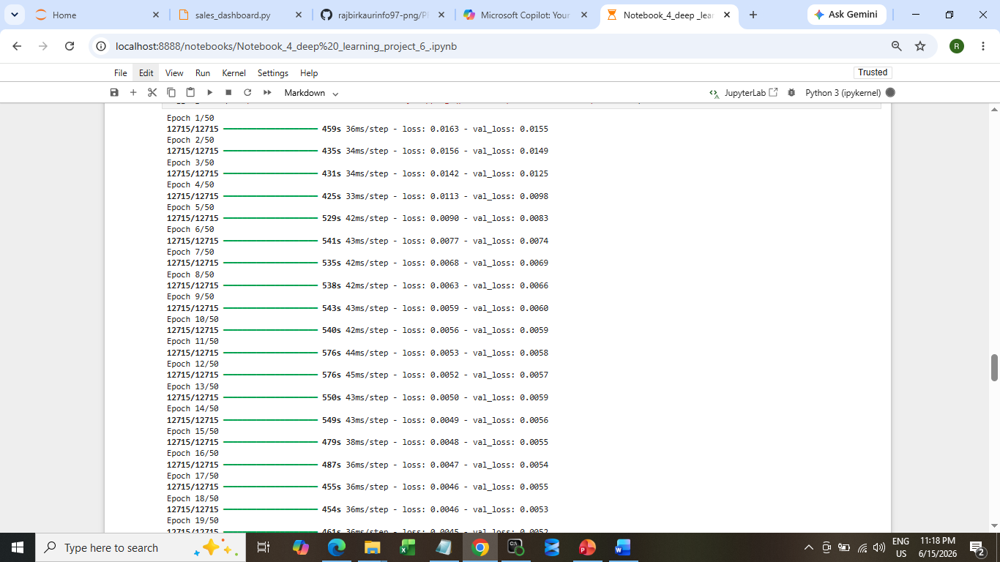 Home
sales_dashboard.py
rajbirkaurinfo97-png/Pl
Microsoft Copilot: Your
Notebook_4_deep _lear
Ask Gemini
localhost:8888/notebooks/Notebook_4_deep%20_learning_project_6_.ipynb
R
File Edit View Run Kernel Settings Help
Trusted
Markdown
JupyterLab
Python 3 (ipykernel)
Epoch 1/50
12715/12715 459s 36ms/step - loss: 0.0163 - val_loss: 0.0155
Epoch 2/50
12715/12715 435s 34ms/step - loss: 0.0156 - val_loss: 0.0149
Epoch 3/50
12715/12715 431s 34ms/step - loss: 0.0142 - val_loss: 0.0125
Epoch 4/50
12715/12715 425s 33ms/step - loss: 0.0113 - val_loss: 0.0098
Epoch 5/50
12715/12715 529s 42ms/step - loss: 0.0090 - val_loss: 0.0083
Epoch 6/50
12715/12715 541s 43ms/step - loss: 0.0077 - val_loss: 0.0074
Epoch 7/50
12715/12715 535s 42ms/step - loss: 0.0068 - val_loss: 0.0069
Epoch 8/50
12715/12715 538s 42ms/step - loss: 0.0063 - val_loss: 0.0066
Epoch 9/50
12715/12715 543s 43ms/step - loss: 0.0059 - val_loss: 0.0060
Epoch 10/50
12715/12715 540s 42ms/step - loss: 0.0056 - val_loss: 0.0059
Epoch 11/50
12715/12715 576s 44ms/step - loss: 0.0053 - val_loss: 0.0058
Epoch 12/50
12715/12715 576s 45ms/step - loss: 0.0052 - val_loss: 0.0057
Epoch 13/50
12715/12715 550s 43ms/step - loss: 0.0050 - val_loss: 0.0059
Epoch 14/50
12715/12715 549s 43ms/step - loss: 0.0049 - val_loss: 0.0056
Epoch 15/50
12715/12715 479s 38ms/step - loss: 0.0048 - val_loss: 0.0055
Epoch 16/50
12715/12715 487s 36ms/step - loss: 0.0047 - val_loss: 0.0054
Epoch 17/50
12715/12715 455s 36ms/step - loss: 0.0046 - val_loss: 0.0055
Epoch 18/50
12715/12715 454s 36ms/step - loss: 0.0046 - val_loss: 0.0053
Epoch 19/50
12715/12715 461s 36ms/step - loss: 0.0045 - val_loss: 0.0052
Type here to search
ENG
US
11:18 PM
6/15/2026
2